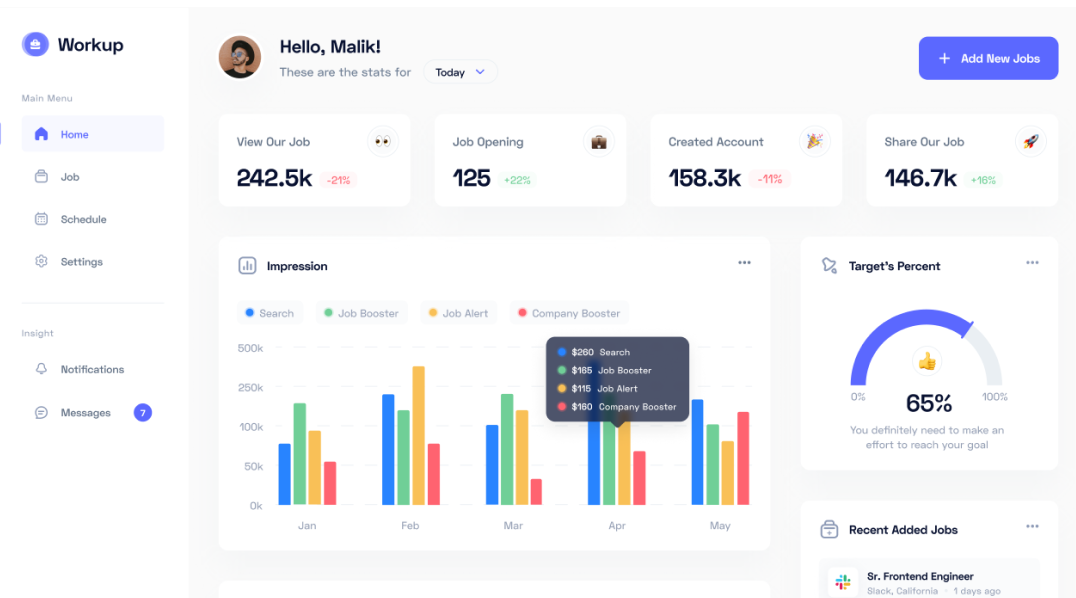 Workup
Main Menu
Home
Job
Schedule
Settings
Insight
Notifications
Messages 7
Hello, Malik!
These are the stats for Today
+ Add New Jobs
View Our Job
242.5k -21%
Job Opening
125 +22%
Created Account
158.3k -11%
Share Our Job
146.7k +16%
Impression
Search Job Booster Job Alert Company Booster
500k
250k
100k
50k
0k
$260 Search
$165 Job Booster
$115 Job Alert
$160 Company Booster
Jan Feb Mar Apr May
Target's Percent
0% 65% 100%
You definitely need to make an
effort to reach your goal
Recent Added Jobs
Sr. Frontend Engineer
Slack, California · 1 days ago